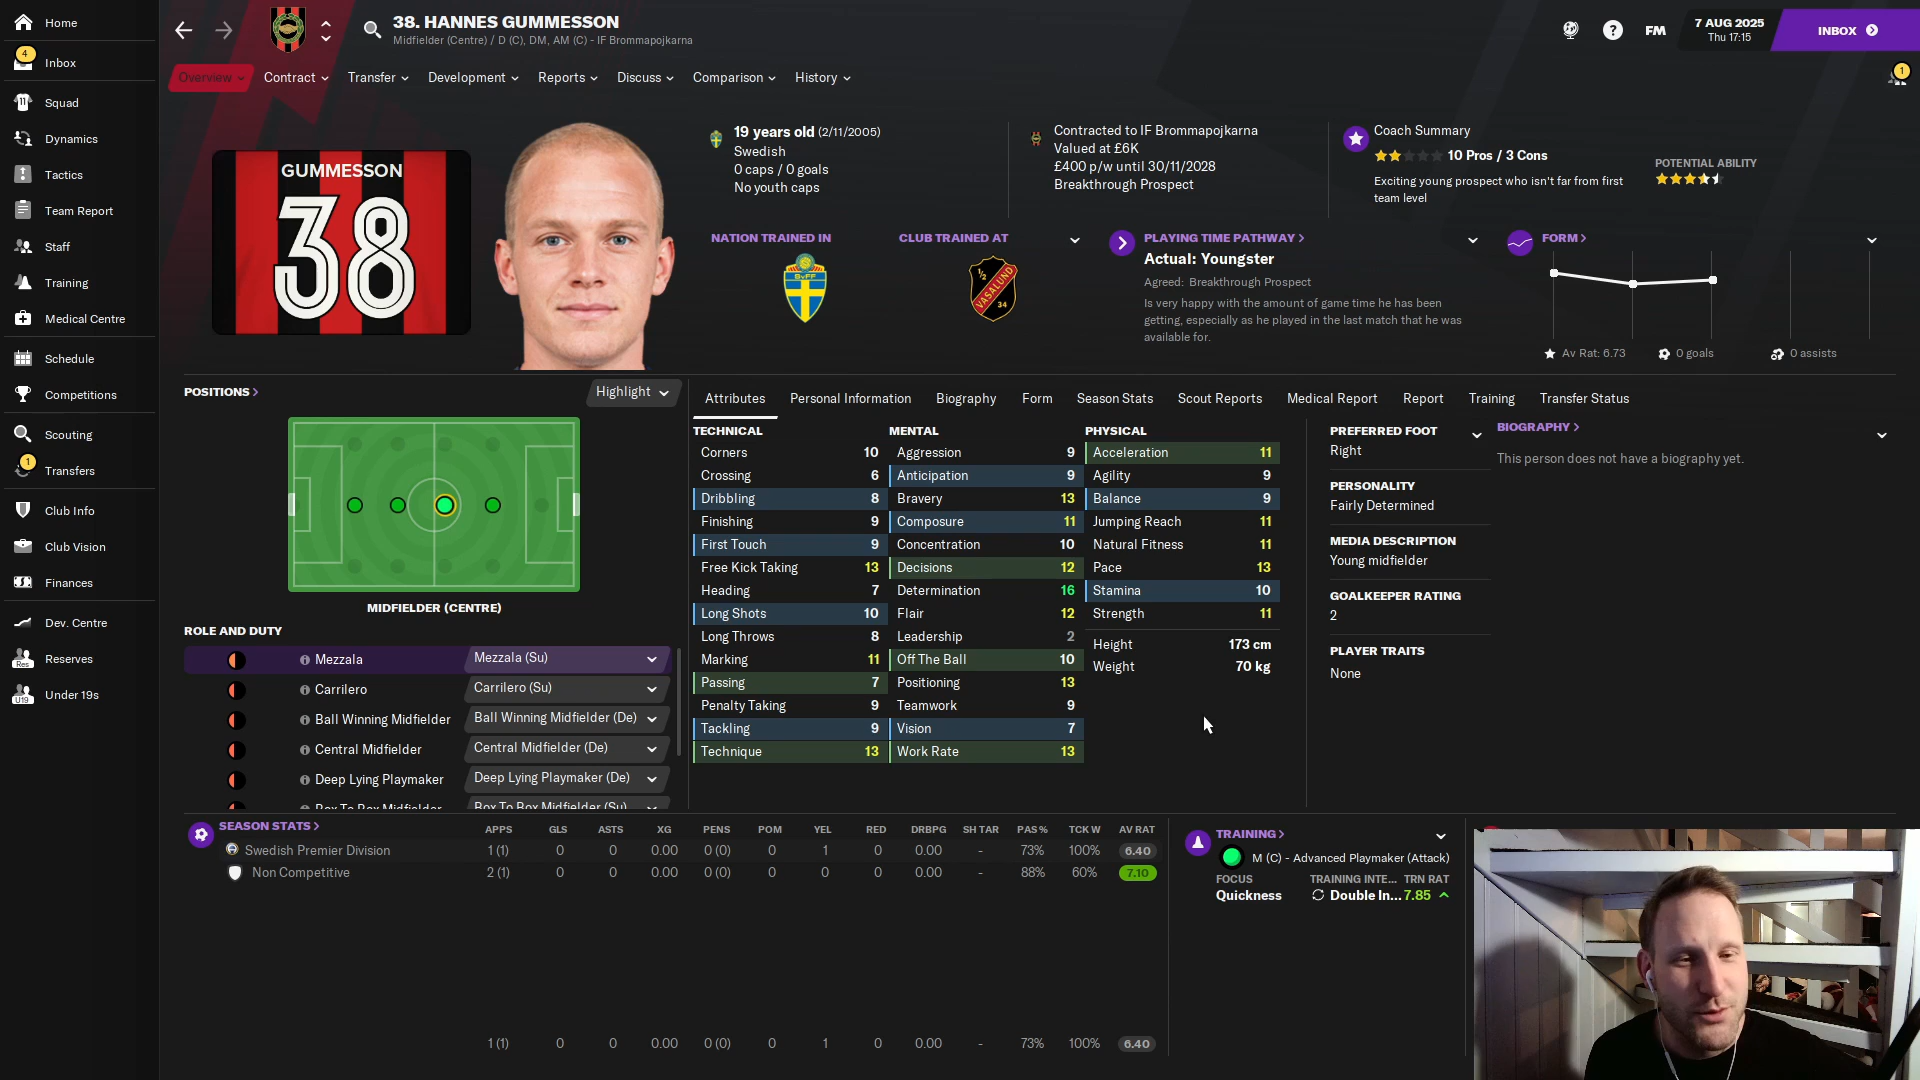 Home
4
Inbox
Squad
Dynamics
Tactics
Team Report
Staff
Training
Medical Centre
Schedule
Competitions
Scouting
1
Transfers
Club Info
Club Vision
Finances
Dev. Centre
Res
Reserves
U19
Under 19s
38. HANNES GUMMESSON
Midfielder (Centre) / D (C), DM, AM (C) - IF Brommapojkarna
FM
7 AUG 2025
Thu 17:15
INBOX
Overview
Contract
Transfer
Development
Reports
Discuss
Comparison
History
1
GUMMESSON
38
19 years old (2/11/2005)
Swedish
0 caps / 0 goals
No youth caps
Contracted to IF Brommapojkarna
Valued at £6K
£400 p/w until 30/11/2028
Breakthrough Prospect
Coach Summary
10 Pros / 3 Cons
Exciting young prospect who isn't far from first
team level
POTENTIAL ABILITY
NATION TRAINED IN
SvFF
CLUB TRAINED AT
VASALUND
34
PLAYING TIME PATHWAY >
Actual: Youngster
Agreed: Breakthrough Prospect
Is very happy with the amount of game time he has been
getting, especially as he played in the last match that he was
available for.
FORM >
Av Rat: 6.73
0 goals
0 assists
POSITIONS >
Highlight
MIDFIELDER (CENTRE)
ROLE AND DUTY
Mezzala Mezzala (Su)
Carrilero Carrilero (Su)
Ball Winning Midfielder Ball Winning Midfielder (De)
Central Midfielder Central Midfielder (De)
Deep Lying Playmaker Deep Lying Playmaker (De)
Box To Box Midfielder Box To Box Midfielder (Su)
Attributes
Personal Information
Biography
Form
Season Stats
Scout Reports
Medical Report
Report
Training
Transfer Status
TECHNICAL
Corners 10
Crossing 6
Dribbling 8
Finishing 9
First Touch 9
Free Kick Taking 13
Heading 7
Long Shots 10
Long Throws 8
Marking 11
Passing 7
Penalty Taking 9
Tackling 9
Technique 13
MENTAL
Aggression 9
Anticipation 9
Bravery 13
Composure 11
Concentration 10
Decisions 12
Determination 16
Flair 12
Leadership 2
Off The Ball 10
Positioning 13
Teamwork 9
Vision 7
Work Rate 13
PHYSICAL
Acceleration 11
Agility 9
Balance 9
Jumping Reach 11
Natural Fitness 11
Pace 13
Stamina 10
Strength 11
Height 173 cm
Weight 70 kg
PREFERRED FOOT
Right
PERSONALITY
Fairly Determined
MEDIA DESCRIPTION
Young midfielder
GOALKEEPER RATING
2
PLAYER TRAITS
None
BIOGRAPHY >
This person does not have a biography yet.
SEASON STATS > APPS GLS ASTS XG PENS POM YEL RED DRBPG SH TAR PAS % TCK W AV RAT
Swedish Premier Division 1 (1) 0 0 0.00 0 (0) 0 1 0 0.00 - 73% 100% 6.40
Non Competitive 2 (1) 0 0 0.00 0 (0) 0 0 0 0.00 - 88% 60% 7.10
1 (1) 0 0 0.00 0 (0) 0 1 0 0.00 - 73% 100% 6.40
TRAINING >
M (C) - Advanced Playmaker (Attack)
FOCUS TRAINING INTE... TRN RAT
Quickness Double In... 7.85